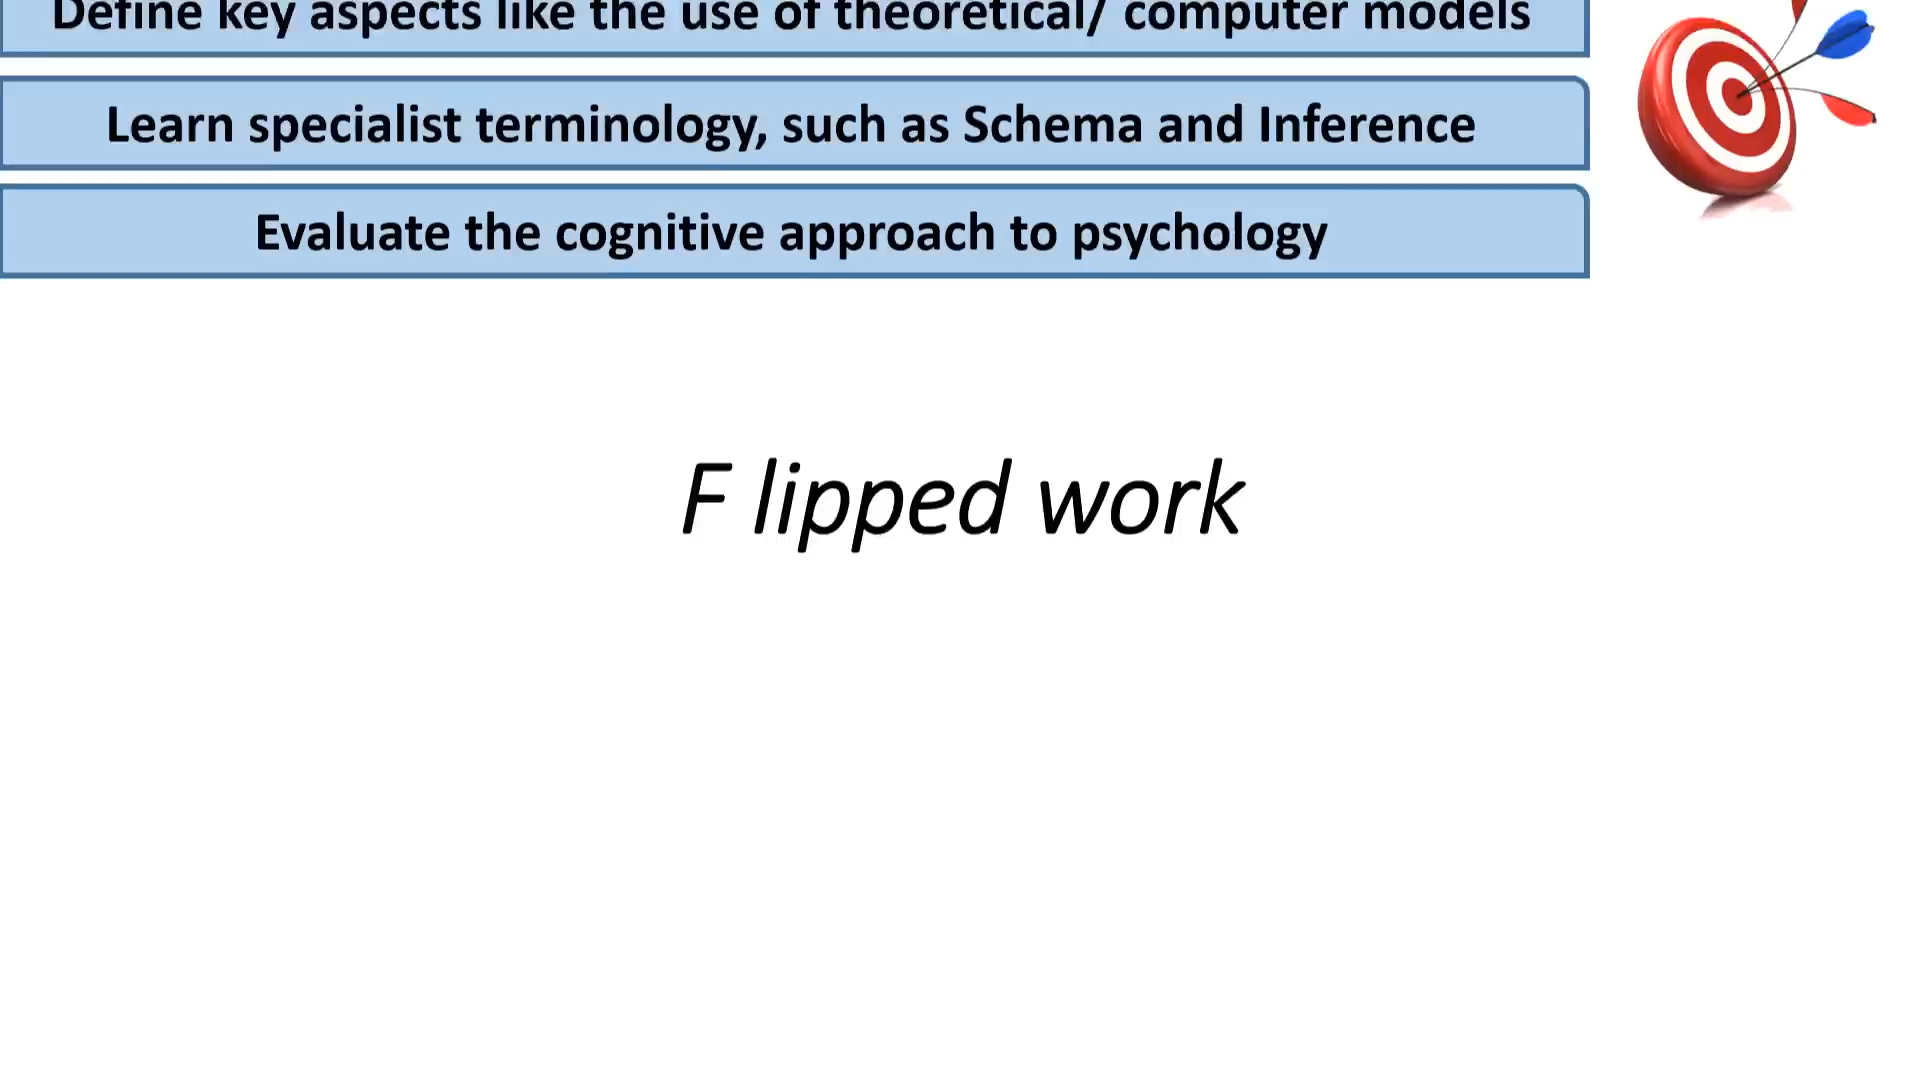 Define key aspects like the use of theoretical/ computer models
Learn specialist terminology, such as Schema and Inference
Evaluate the cognitive approach to psychology
F lipped work